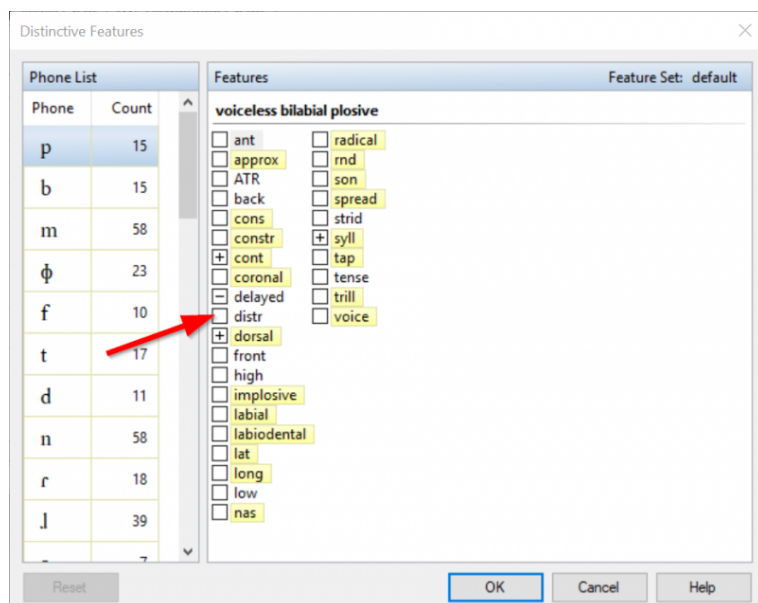 Distinctive Features
Phone List
Phone Count
p 15
b 15
m 58
ɸ 23
f 10
t 17
d 11
n 58
ɾ 18
39
Reset
Features Feature Set: default
voiceless bilabial plosive
ant radical
approx rnd
ATR son
back spread
cons strid
constr + syll
+ cont tap
coronal tense
− delayed trill
distr voice
+ dorsal
front
high
implosive
labial
labiodental
lat
long
low
nas
OK Cancel Help